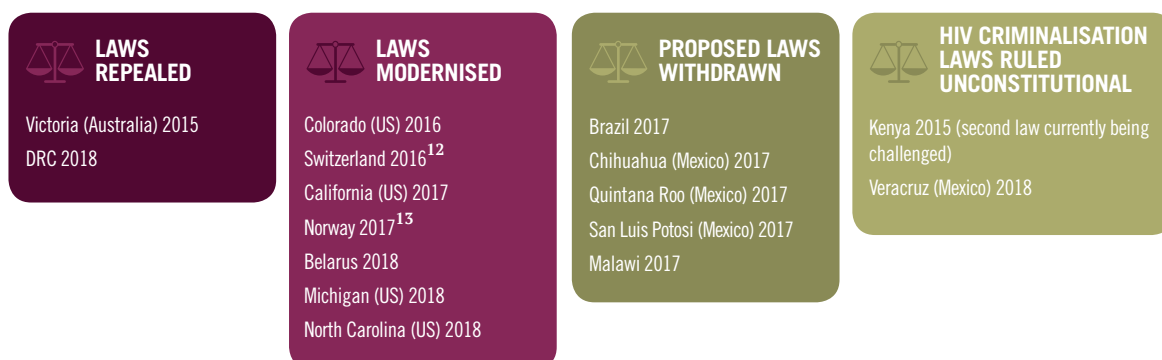 LAWS
REPEALED
Victoria (Australia) 2015
DRC 2018
LAWS
MODERNISED
Colorado (US) 2016
Switzerland 2016¹²
California (US) 2017
Norway 2017¹³
Belarus 2018
Michigan (US) 2018
North Carolina (US) 2018
PROPOSED LAWS
WITHDRAWN
Brazil 2017
Chihuahua (Mexico) 2017
Quintana Roo (Mexico) 2017
San Luis Potosi (Mexico) 2017
Malawi 2017
HIV CRIMINALISATION
LAWS RULED
UNCONSTITUTIONAL
Kenya 2015 (second law currently being
challenged)
Veracruz (Mexico) 2018